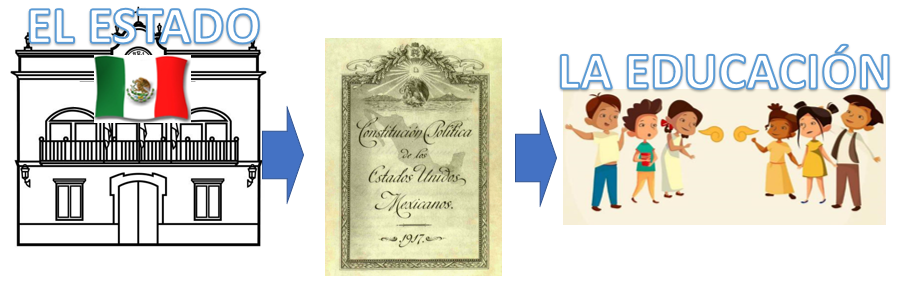 EL ESTADO
Constitución Política
de los
Estados Unidos
Mexicanos.
1917.
LA EDUCACIÓN